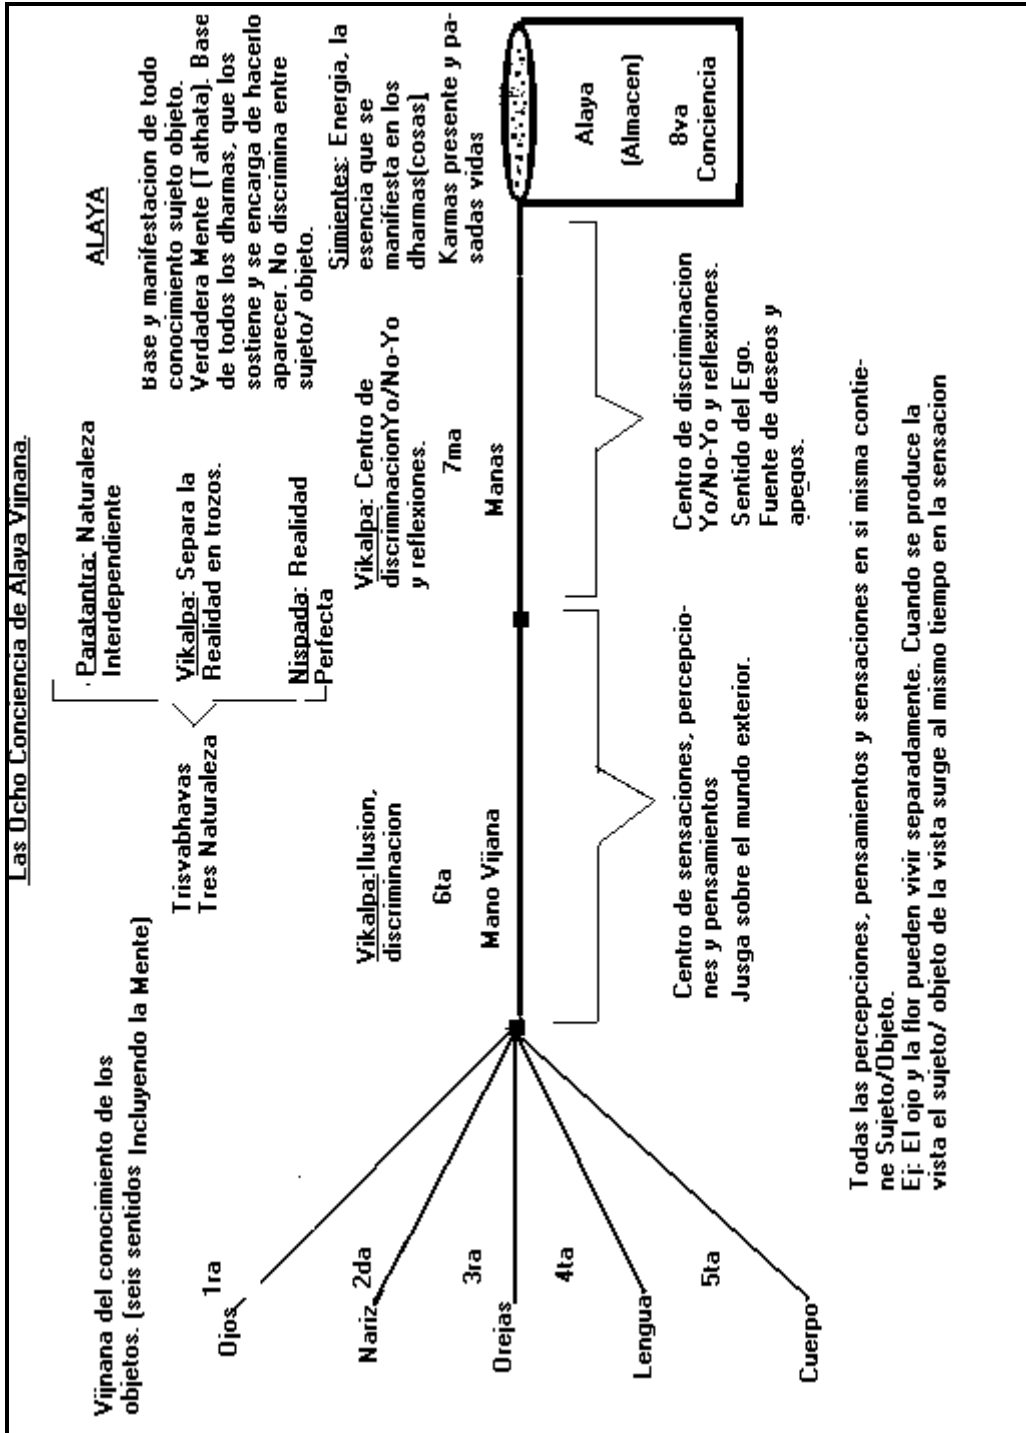 Las Ocho Conciencia de Alaya Vijnana.
Vijnana del conocimiento de los
objetos. (seis sentidos Incluyendo la Mente)
Trisvabhavas
Tres Naturaleza
Paratantra: Naturaleza
Interdependiente
Vikalpa: Separa la
Realidad en trozos.
Nispada: Realidad
Perfecta
ALAYA
Base y manifestacion de todo
conocimiento sujeto objeto.
Verdadera Mente (Tathata). Base
de todos los dharmas, que los
sostiene y se encarga de hacerlo
aparecer. No discrimina entre
sujeto/ objeto.
Simientes: Energia, la
esencia que se
manifiesta en los
dharmas(cosas)
Karmas presente y pa-
sadas vidas
Vikalpa:Ilusion,
discriminacion
6ta
Mano Vijana
Vikalpa: Centro de
discriminacionYo/No-Yo
y reflexiones.
7ma
Manas
Alaya
(Almacen)
8va
Conciencia
1ra
Ojos
2da
Nariz
3ra
Orejas
4ta
Lengua
5ta
Cuerpo
Centro de sensaciones, percepcio-
nes y pensamientos
Jusga sobre el mundo exterior.
Centro de discriminacion
Yo/No-Yo y reflexiones.
Sentido del Ego.
Fuente de deseos y
apegos.
Todas las percepciones, pensamientos y sensaciones en si misma contie-
ne Sujeto/Objeto.
Ej: El ojo y la flor pueden vivir separadamente. Cuando se produce la
vista el sujeto/ objeto de la vista surge al mismo tiempo en la sensacion